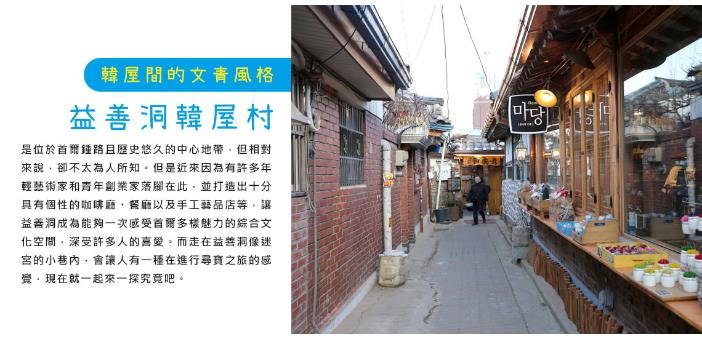 韓屋間的文青風格
益善洞韓屋村
是位於首爾鍾路且歷史悠久的中心地帶，但相對
來說，卻不太為人所知。但是近來因為有許多年
輕藝術家和青年創業家落腳在此，並打造出十分
具有個性的咖啡廳、餐廳以及手工藝品店等，讓
益善洞成為能夠一次感受首爾多樣魅力的綜合文
化空間，深受許多人的喜愛。而走在益善洞像迷
宮的小巷內，會讓人有一種在進行尋寶之旅的感
覺，現在就一起來一探究竟吧。
마당